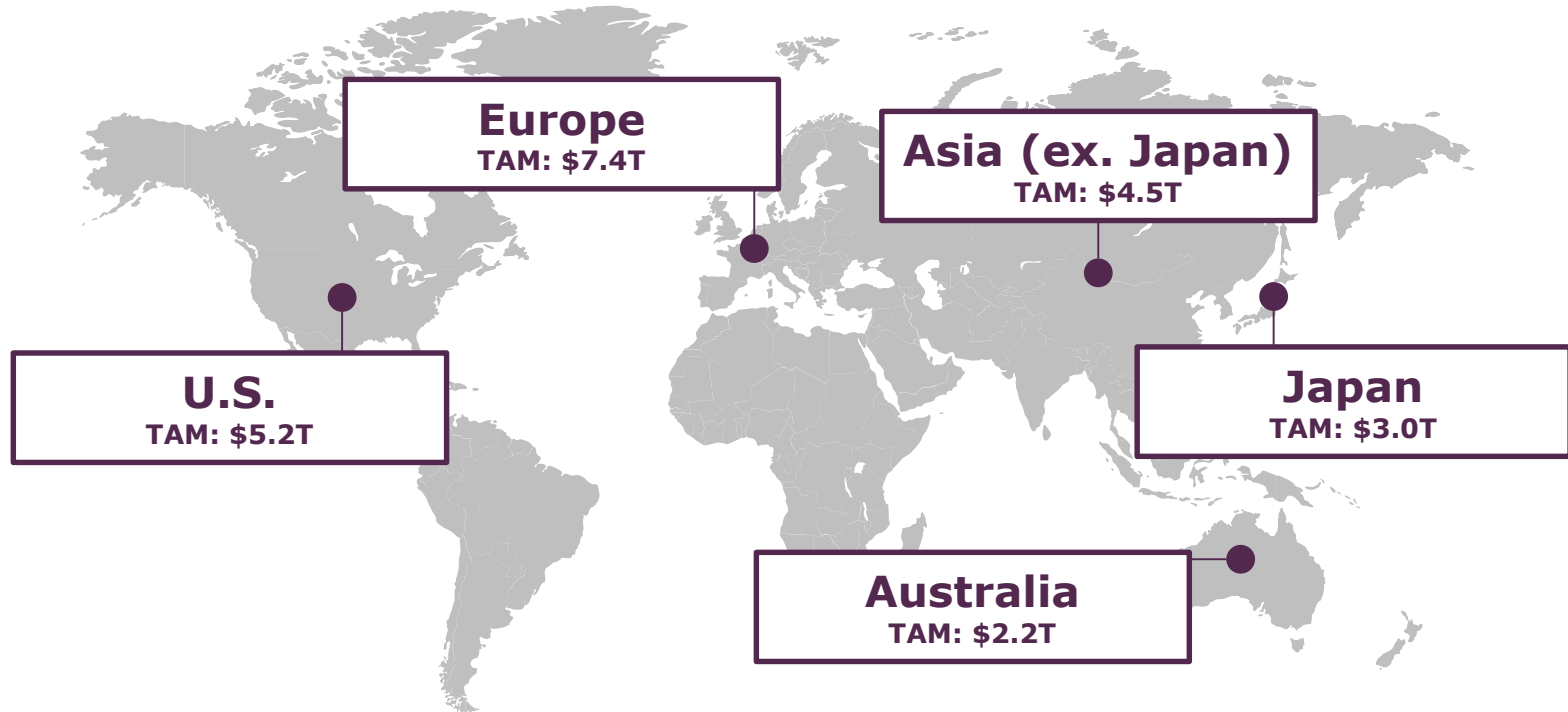 Europe
TAM: $7.4T
Asia (ex. Japan)
TAM: $4.5T
U.S.
TAM: $5.2T
Japan
TAM: $3.0T
Australia
TAM: $2.2T